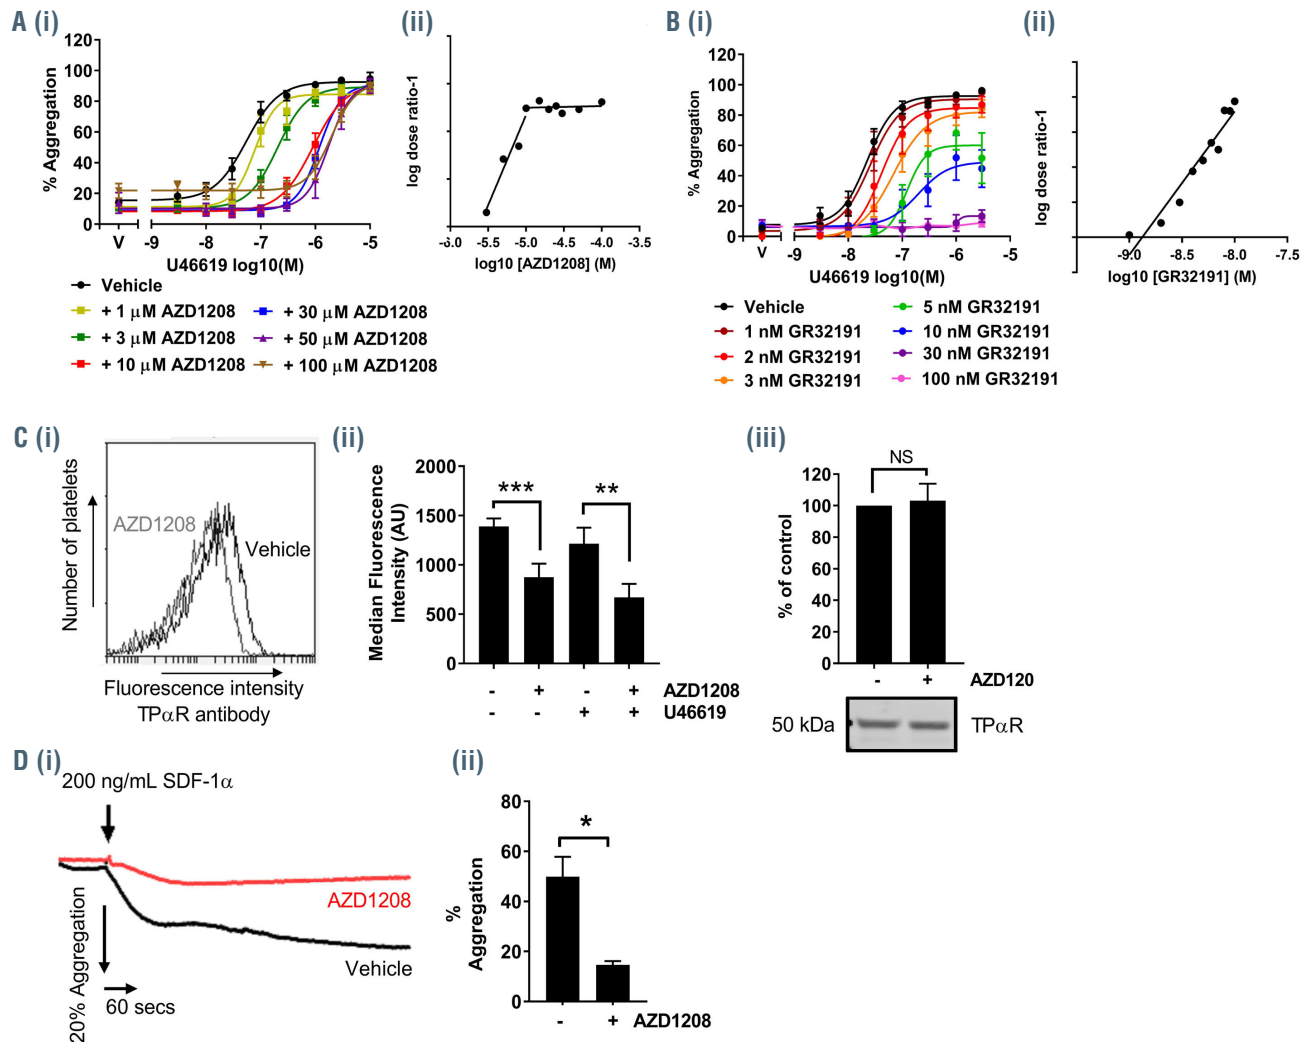 A (i)
120
100
80
60
40
20
0
% Aggregation
V
-9
-8
-7
-6
-5
U46619 log10(M)
Vehicle
+ 1 μM AZD1208
+ 3 μM AZD1208
+ 10 μM AZD1208
+ 30 μM AZD1208
+ 50 μM AZD1208
+ 100 μM AZD1208
(ii)
log dose ratio-1
-3.0
-5.5
-5.0
-4.5
-4.0
-3.5
log10 [AZD1208] (M)
B (i)
120
100
80
60
40
20
0
% Aggregation
V
-9
-8
-7
-6
-5
U46619 log10(M)
Vehicle
1 nM GR32191
2 nM GR32191
3 nM GR32191
5 nM GR32191
10 nM GR32191
30 nM GR32191
100 nM GR32191
(ii)
log dose ratio-1
-9.0
-8.5
-8.0
-7.5
log10 [GR32191] (M)
C (i)
Number of platelets
AZD1208
Vehicle
Fluorescence intensity
TPαR antibody
(ii)
2000
1500
1000
500
0
Median Fluorescence
Intensity (AU)
***
**
- + - + AZD1208
- - + + U46619
(iii)
NS
120
100
80
60
40
20
0
% of control
- + AZD120
50 kDa
TPαR
D (i)
200 ng/mL SDF-1α
AZD1208
Vehicle
20% Aggregation
60 secs
(ii)
80
60
40
20
0
%
Aggregation
*
- + AZD1208